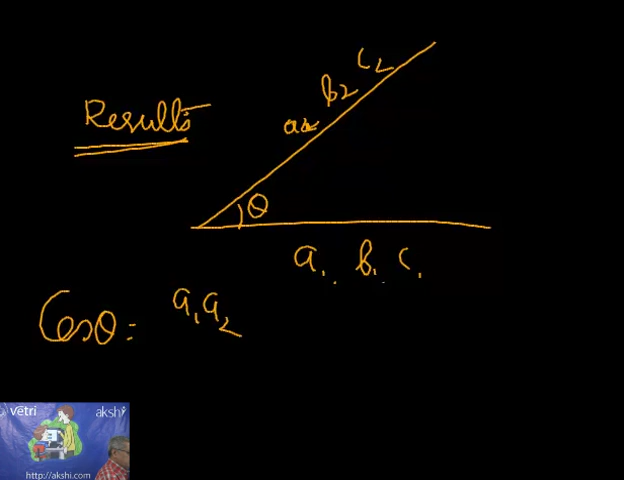 a2 b2 c2
Results
θ
a1 b1 c1
Cosθ = a1a2
vetri akshi
http://akshi.com